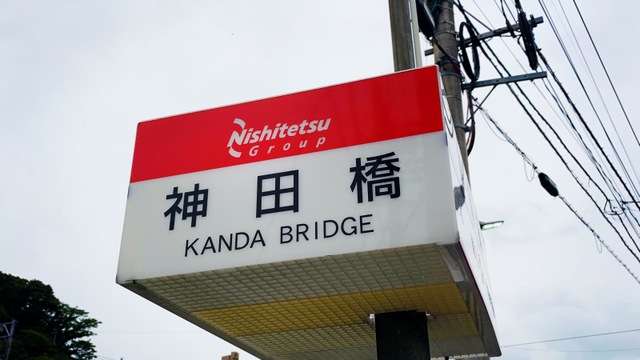 Nishitetsu
Group
神田橋
KANDA BRIDGE